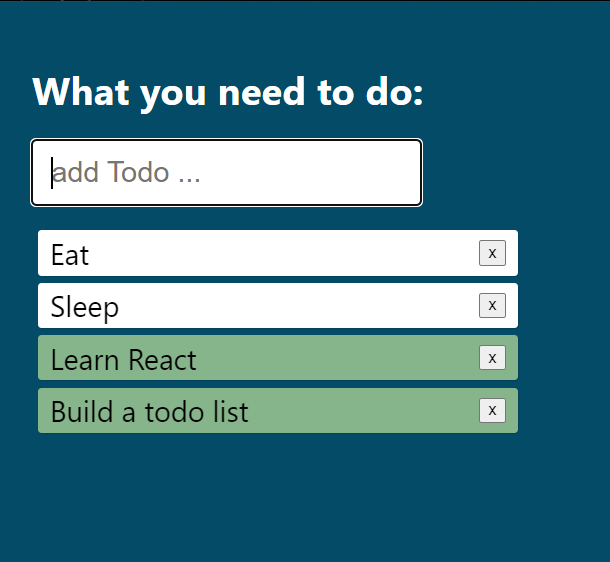 What you need to do:
add Todo ...
Eat x
Sleep x
Learn React x
Build a todo list x